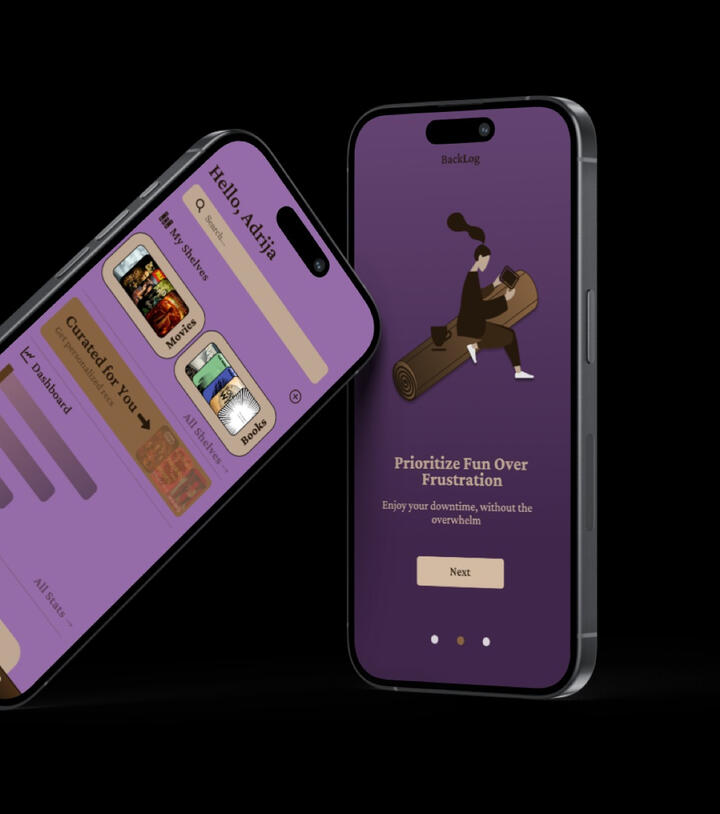 Hello, Adrija
Search...
My Shelves
Movies
Books
All Shelves →
Curated for You
Get personalized recs
Dashboard
All Stats →
BackLog
Prioritize Fun Over
Frustration
Enjoy your downtime, without the
overwhelm
Next